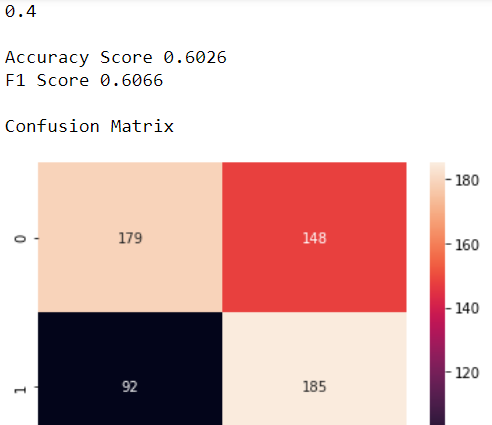 0.4
Accuracy Score 0.6026
F1 Score 0.6066
Confusion Matrix
0 179 148 180
160
140
1 92 185 120